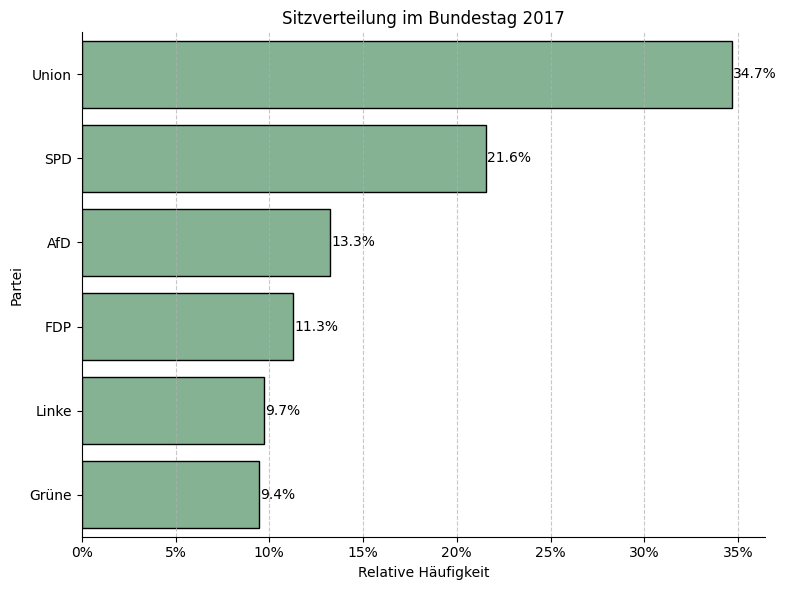 Sitzverteilung im Bundestag 2017
Partei
Union
34.7%
SPD
21.6%
AfD
13.3%
FDP
11.3%
Linke
9.7%
Grüne
9.4%
0% 5% 10% 15% 20% 25% 30% 35%
Relative Häufigkeit